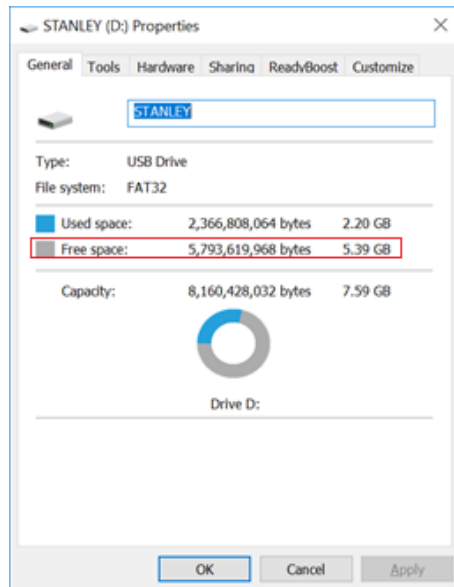 STANLEY (D:) Properties
General Tools Hardware Sharing ReadyBoost Customize
STANLEY
Type: USB Drive
File system: FAT32
Used space: 2,366,808,064 bytes 2.20 GB
Free space: 5,793,619,968 bytes 5.39 GB
Capacity: 8,160,428,032 bytes 7.59 GB
Drive D:
OK Cancel Apply